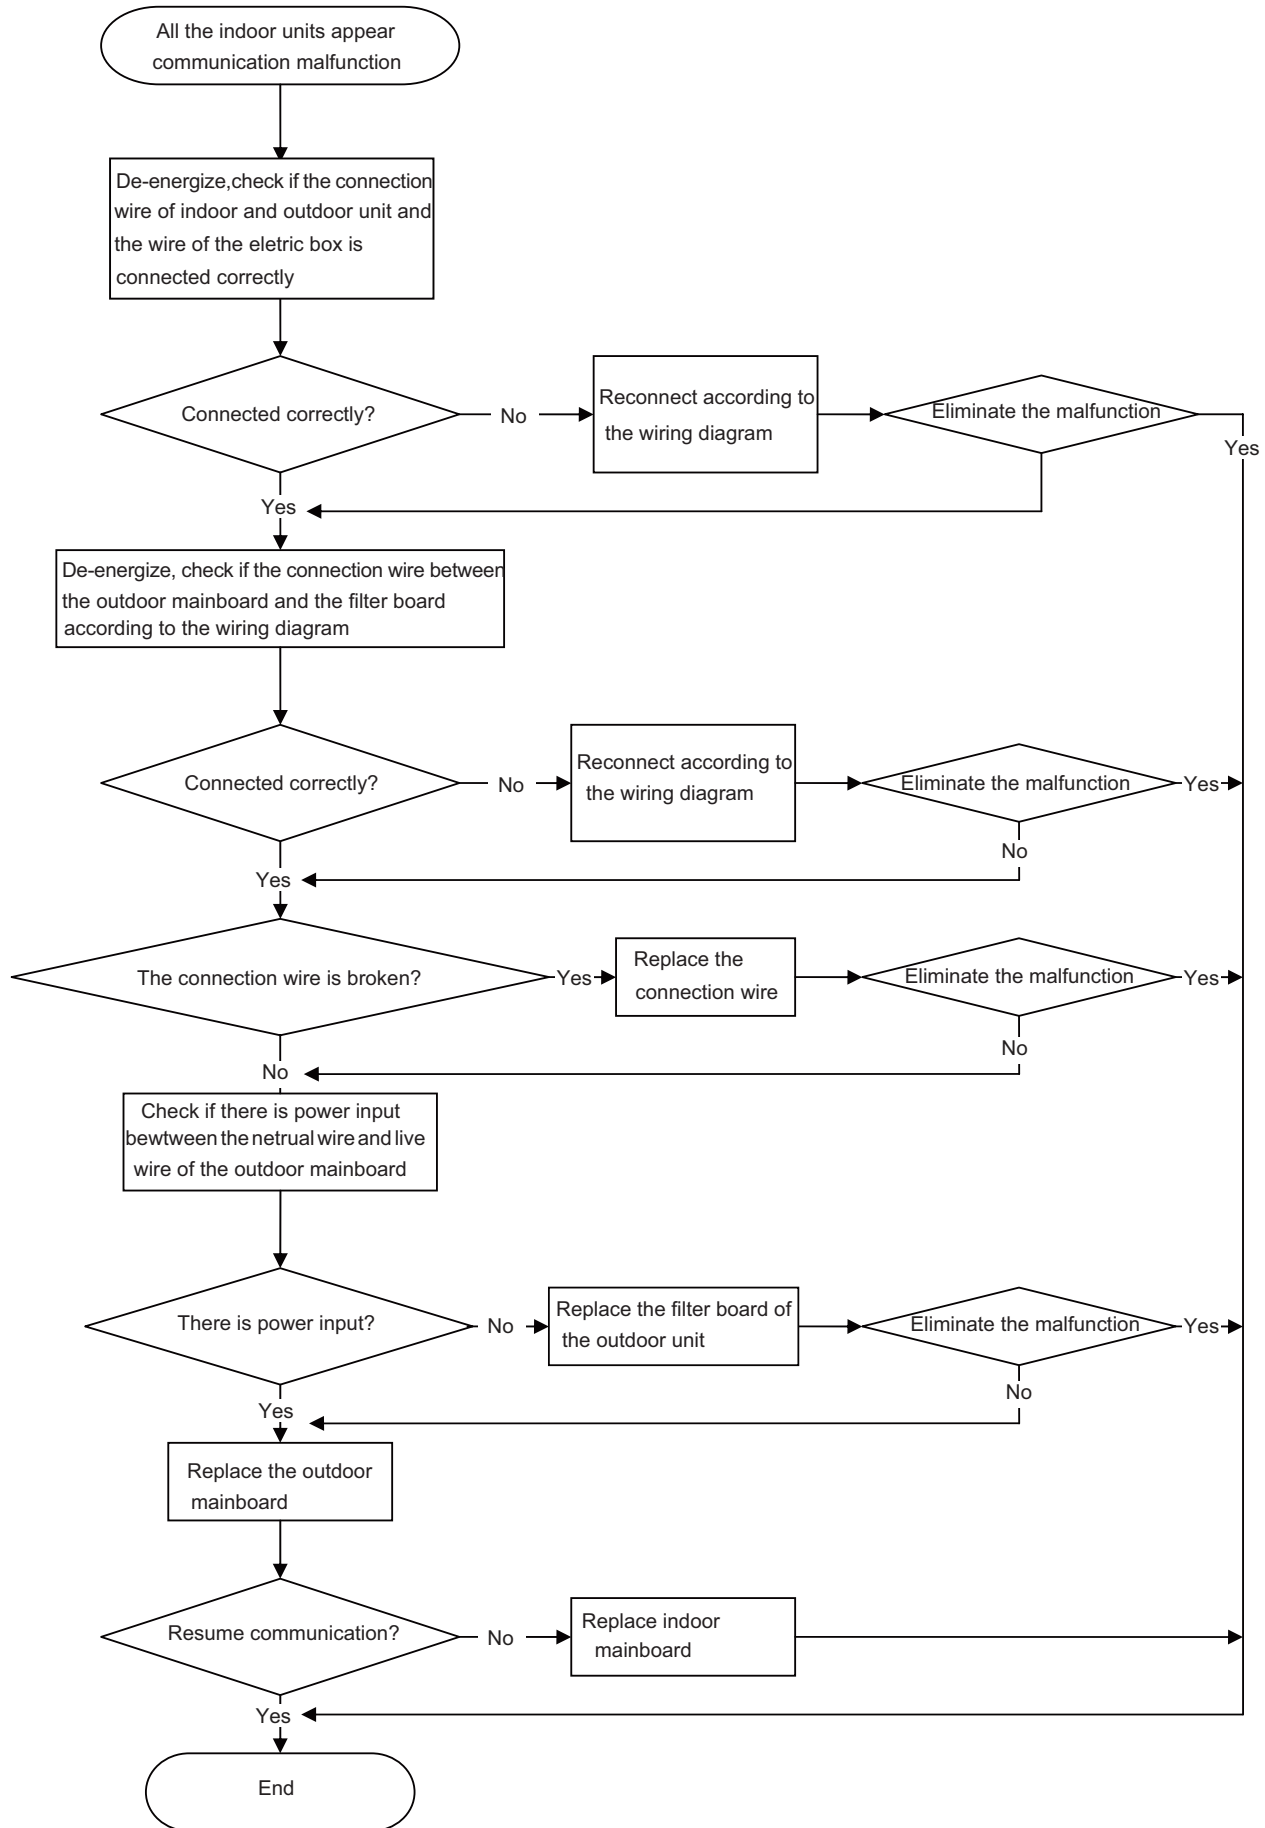 All the indoor units appear
communication malfunction
De-energize,check if the connection
wire of indoor and outdoor unit and
the wire of the eletric box is
connected correctly
Connected correctly?
No
Reconnect according to
the wiring diagram
Eliminate the malfunction
Yes
Yes
De-energize, check if the connection wire between
the outdoor mainboard and the filter board
according to the wiring diagram
Connected correctly?
No
Reconnect according to
the wiring diagram
Eliminate the malfunction
Yes
No
Yes
The connection wire is broken?
Yes
Replace the
connection wire
Eliminate the malfunction
Yes
No
No
Check if there is power input
bewtween the netrual wire and live
wire of the outdoor mainboard
There is power input?
No
Replace the filter board of
the outdoor unit
Eliminate the malfunction
Yes
No
Yes
Replace the outdoor
mainboard
Resume communication?
No
Replace indoor
mainboard
Yes
End